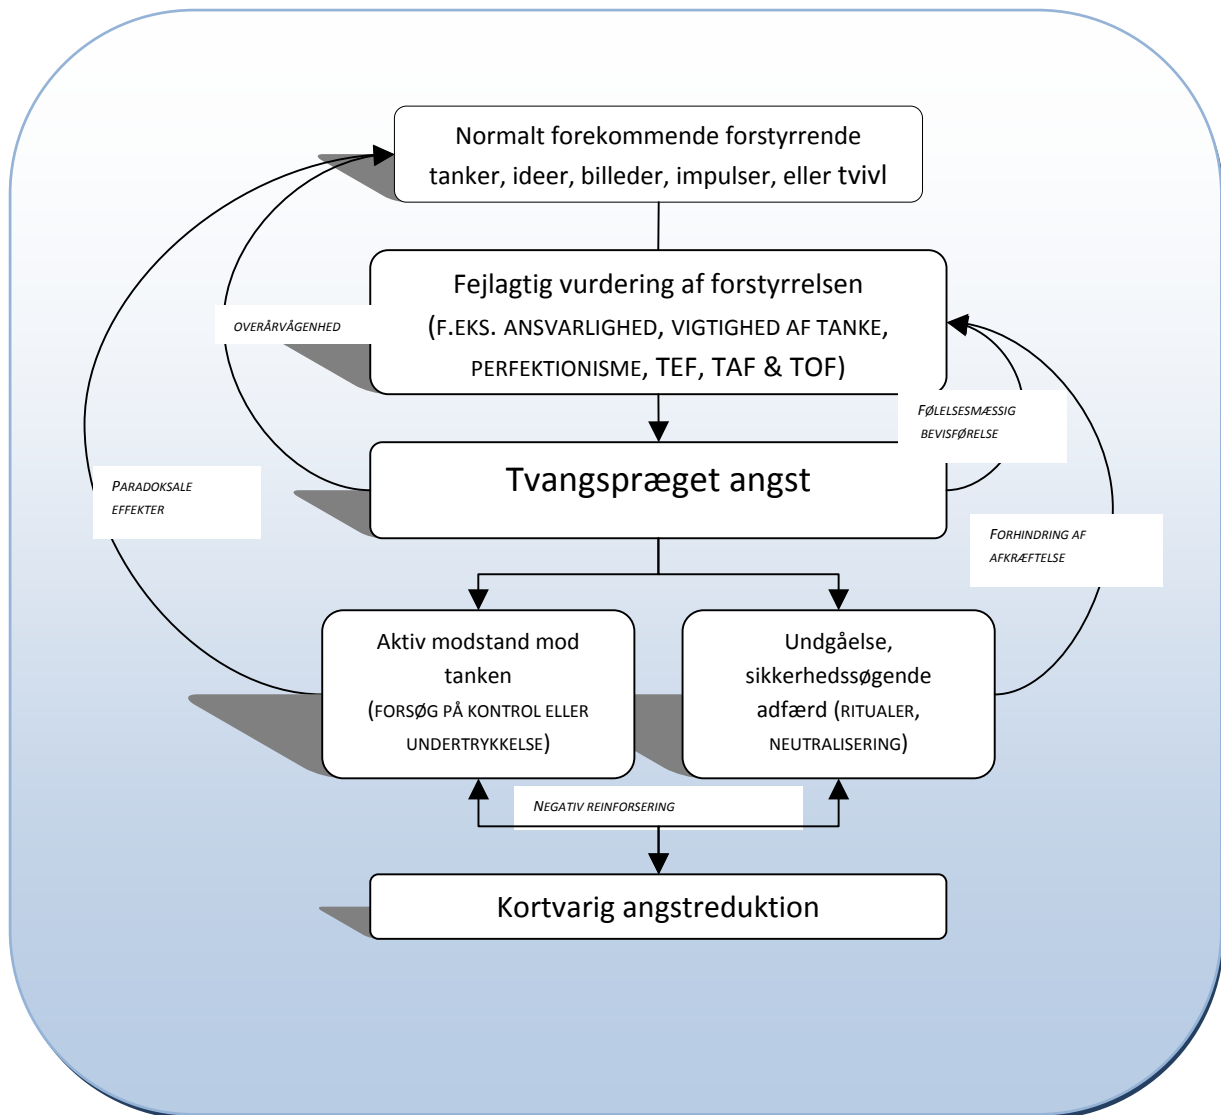 Normalt forekommende forstyrrende
tanker, ideer, billeder, impulser, eller tvivl
Fejlagtig vurdering af forstyrrelsen
(F.EKS. ANSVARLIGHED, VIGTIGHED AF TANKE,
PERFEKTIONISME, TEF, TAF & TOF)
OVERÅRVÅGENHED
FØLELSESMÆSSIG
BEVISFØRELSE
Tvangspræget angst
PARADOKSALE
EFFEKTER
FORHINDRING AF
AFKRÆFTELSE
Aktiv modstand mod
tanken
(FORSØG PÅ KONTROL ELLER
UNDERTRYKKELSE)
Undgåelse,
sikkerhedssøgende
adfærd (RITUALER,
NEUTRALISERING)
NEGATIV REINFORSERING
Kortvarig angstreduktion